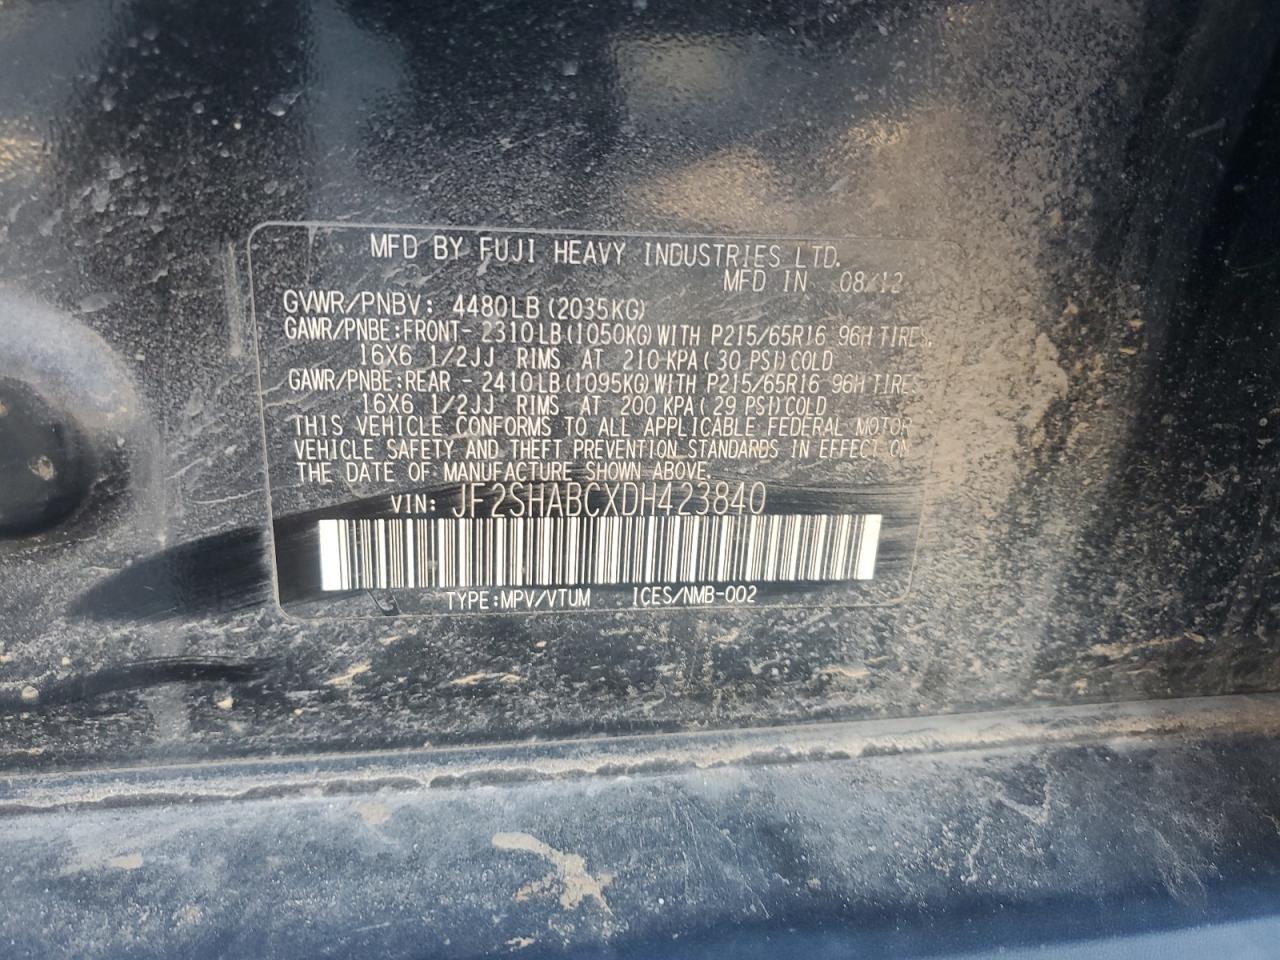 MFD BY FUJI HEAVY INDUSTRIES LTD.
MFD IN 08/12
GVWR/PNBV: 4480LB (2035KG)
GAWR/PNBE:FRONT- 2310LB(1050KG)WITH P215/65R16 96H TIRES,
16X6 1/2JJ RIMS AT 210 KPA(30 PSI)COLD
GAWR/PNBE:REAR - 2410LB(1095KG)WITH P215/65R16 96H TIRES
16X6 1/2JJ RIMS AT 200 KPA(29 PSI)COLD
THIS VEHICLE CONFORMS TO ALL APPLICABLE FEDERAL MOTOR
VEHICLE SAFETY AND THEFT PREVENTION STANDARDS IN EFFECT ON
THE DATE OF MANUFACTURE SHOWN ABOVE.
VIN: JF2SHABCXDH423840
TYPE:MPV/VTUM ICES/NMB-002